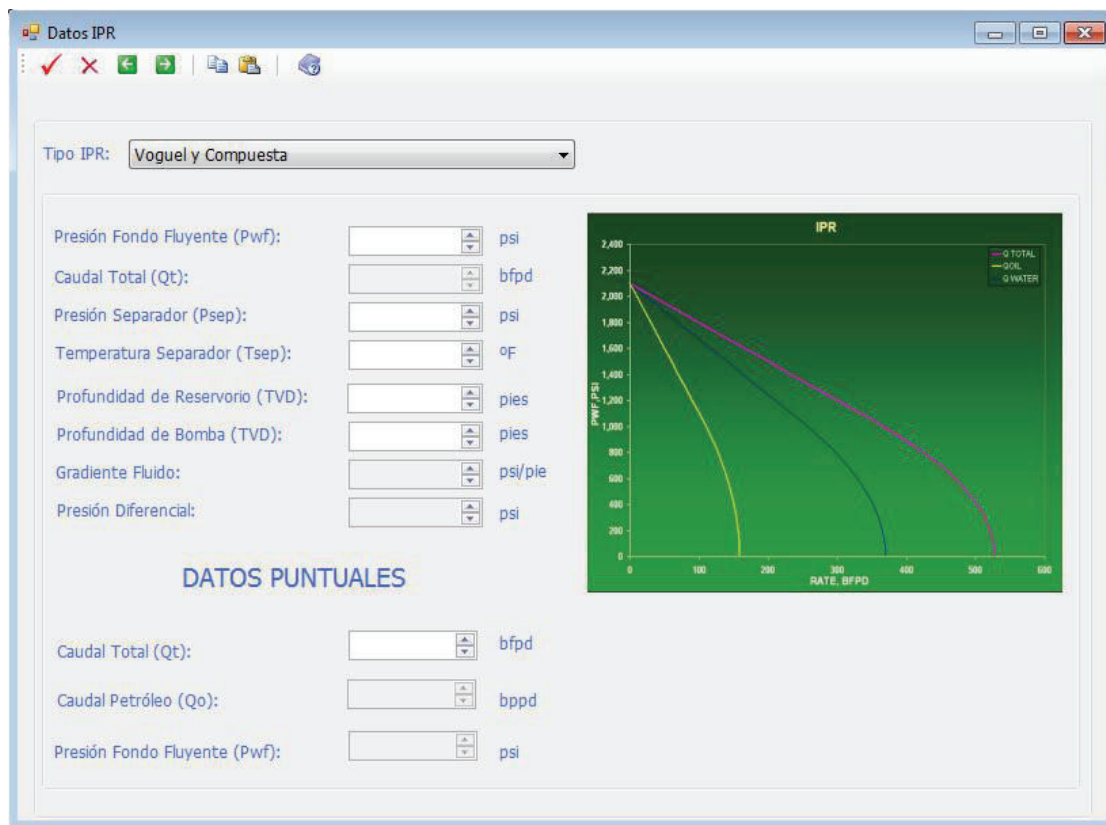 Datos IPR
Tipo IPR: Voguel y Compuesta
Presión Fondo Fluyente (Pwf): psi
Caudal Total (Qt): bfpd
Presión Separador (Psep): psi
Temperatura Separador (Tsep): ºF
Profundidad de Reservorio (TVD): pies
Profundidad de Bomba (TVD): pies
Gradiente Fluido: psi/pie
Presión Diferencial: psi
DATOS PUNTUALES
Caudal Total (Qt): bfpd
Caudal Petróleo (Qo): bppd
Presión Fondo Fluyente (Pwf): psi
IPR
Q TOTAL
QOIL
Q WATER
PWF,PSI
2,400
2,200
2,000
1,800
1,600
1,400
1,200
1,000
800
600
400
200
0
0 100 200 300 400 500 600
RATE, BFPD